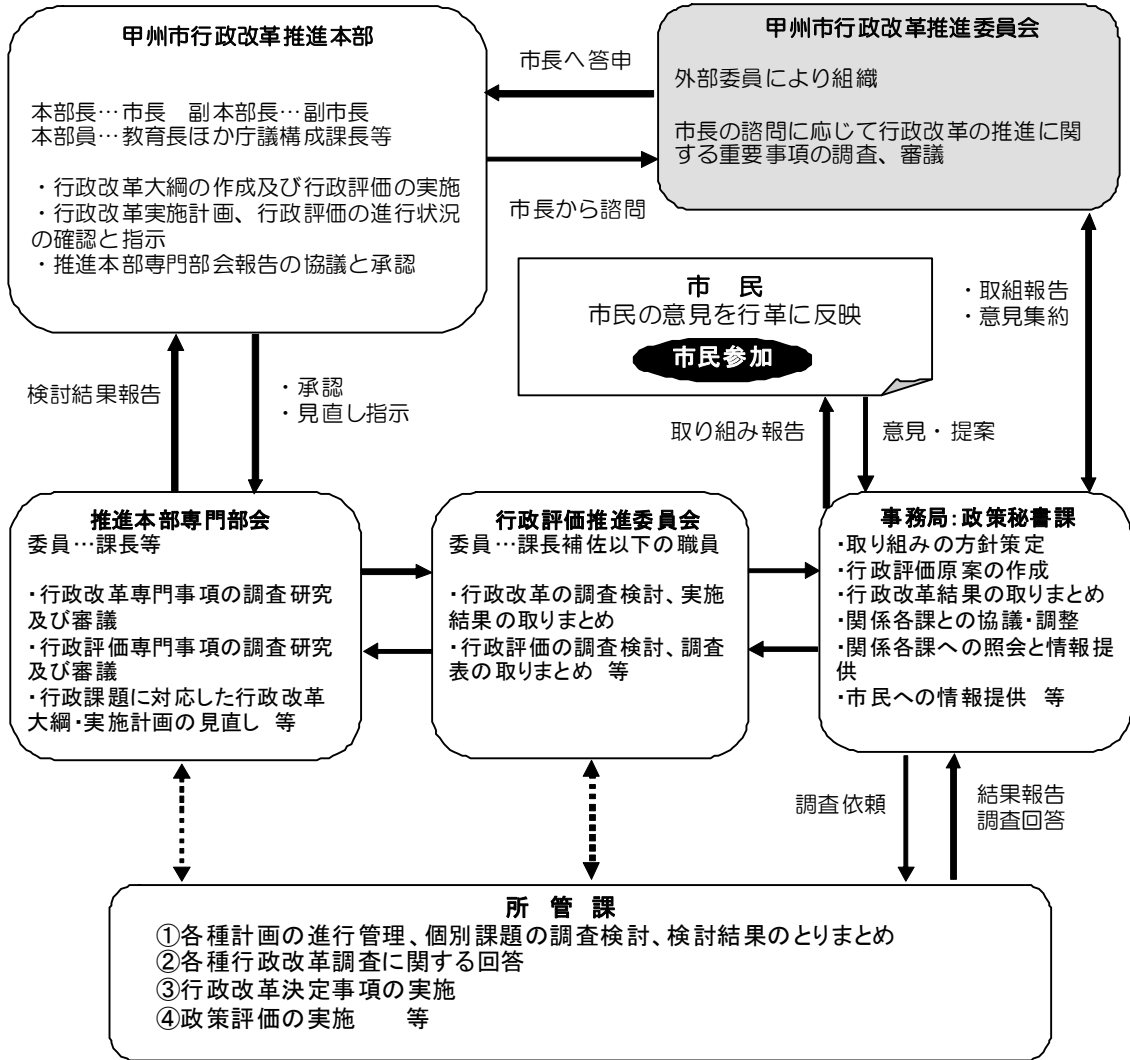 甲州市行政改革推進本部
本部長…市長　副本部長…副市長
本部員…教育長ほか庁議構成課長等
・行政改革大綱の作成及び行政評価の実施
・行政改革実施計画、行政評価の進行状況
の確認と指示
・推進本部専門部会報告の協議と承認
市長へ答申
市長から諮問
甲州市行政改革推進委員会
外部委員により組織
市長の諮問に応じて行政改革の推進に関
する重要事項の調査、審議
市　民
市民の意見を行革に反映
市民参加
・取組報告
・意見集約
検討結果報告
・承認
・見直し指示
取り組み報告
意見・提案
推進本部専門部会
委員…課長等
・行政改革専門事項の調査研究
及び審議
・行政評価専門事項の調査研究
及び審議
・行政課題に対応した行政改革
大綱・実施計画の見直し　等
行政評価推進委員会
委員…課長補佐以下の職員
・行政改革の調査検討、実施
結果の取りまとめ
・行政評価の調査検討、調査
表の取りまとめ　等
事務局：政策秘書課
・取り組みの方針策定
・行政評価原案の作成
・行政改革結果の取りまとめ
・関係各課との協議・調整
・関係各課への照会と情報提
供
・市民への情報提供　等
調査依頼
結果報告
調査回答
所　管　課
①各種計画の進行管理、個別課題の調査検討、検討結果のとりまとめ
②各種行政改革調査に関する回答
③行政改革決定事項の実施
④政策評価の実施　　等